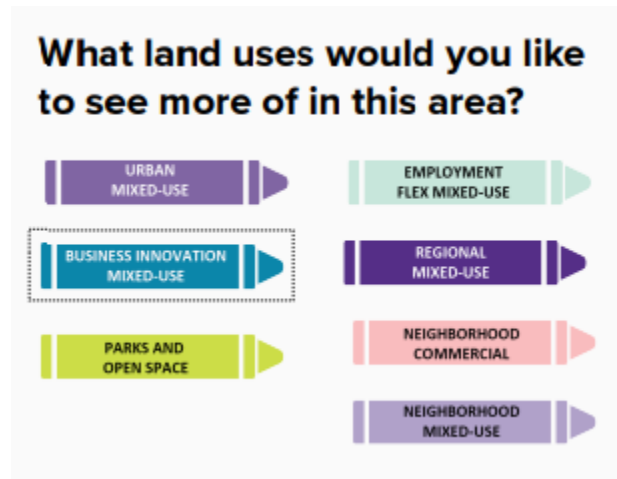 What land uses would you like
to see more of in this area?
URBAN
MIXED-USE
EMPLOYMENT
FLEX MIXED-USE
BUSINESS INNOVATION
MIXED-USE
REGIONAL
MIXED-USE
PARKS AND
OPEN SPACE
NEIGHBORHOOD
COMMERCIAL
NEIGHBORHOOD
MIXED-USE